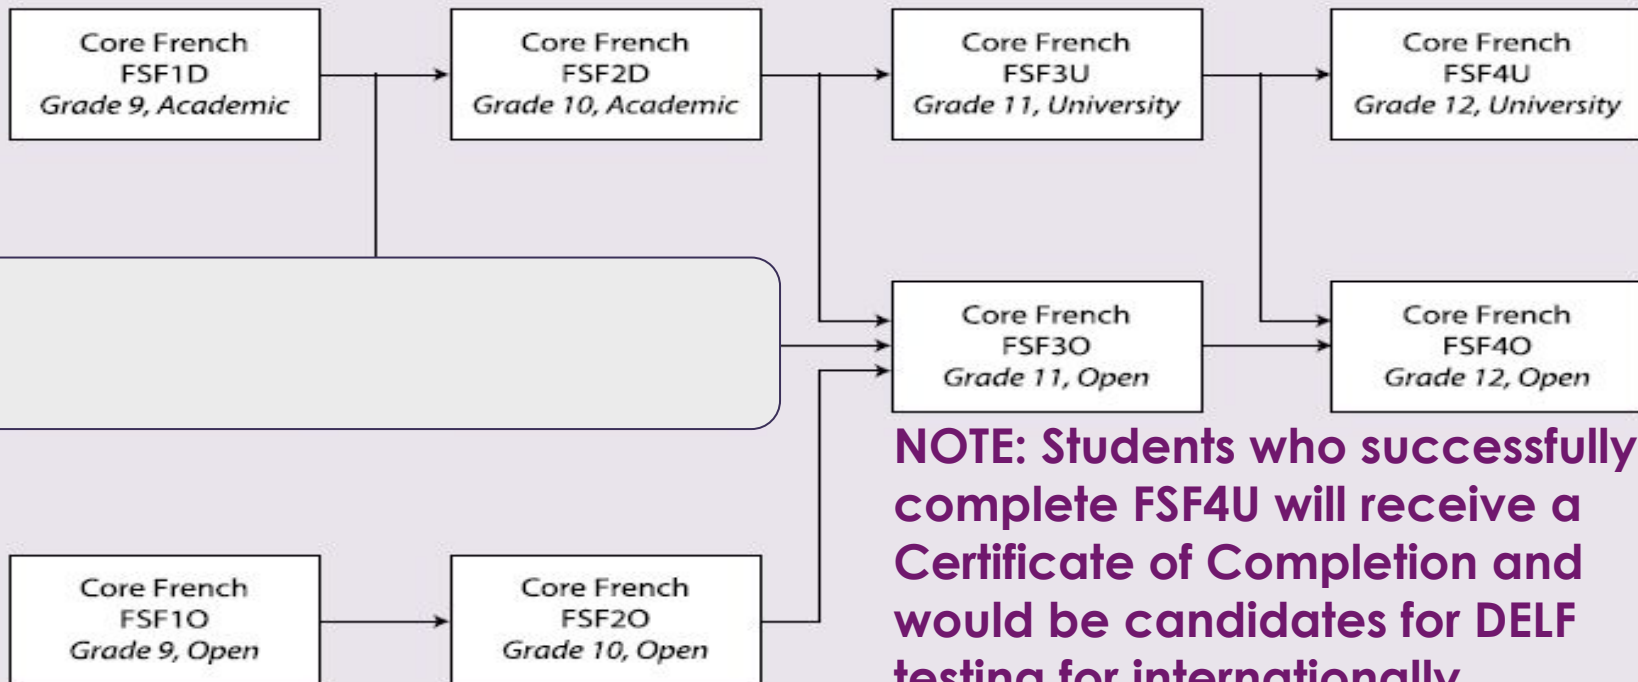 Core French
FSF1D
Grade 9, Academic
Core French
FSF2D
Grade 10, Academic
Core French
FSF3U
Grade 11, University
Core French
FSF4U
Grade 12, University
Core French
FSF3O
Grade 11, Open
Core French
FSF4O
Grade 12, Open
NOTE: Students who successfully
complete FSF4U will receive a
Certificate of Completion and
would be candidates for DELF
testing for internationally
Core French
FSF1O
Grade 9, Open
Core French
FSF2O
Grade 10, Open